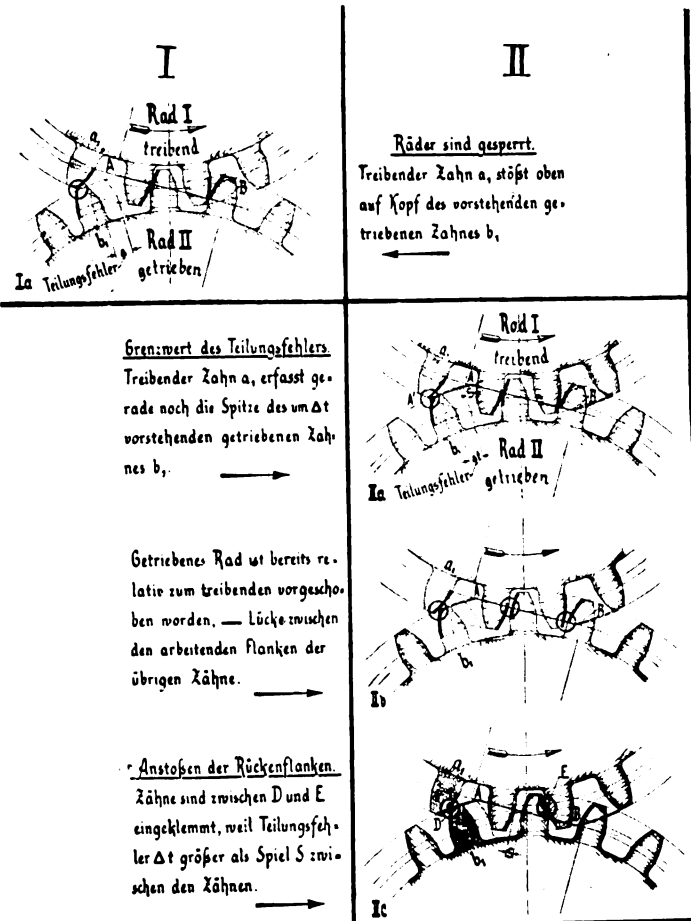 I
II
Rad I
treibend
a,
A
B
b,
Rad II
getrieben
Ia
Teilungsfehler
Räder sind gesperrt.
Treibender Zahn a, stößt oben
auf Kopf des vorstehenden ge-
triebenen Zahnes b,
Grenzwert des Teilungsfehlers.
Treibender Zahn a, erfasst ge-
rade noch die Spitze des um Δt
vorstehenden getriebenen Zah-
nes b,.
Rad I
treibend
a,
A
A'
B
b,
Rad II
getrieben
IIa
Teilungsfehler
Getriebenes Rad ist bereits re-
lativ zum treibenden vorgescho-
ben worden, — Lücke zwischen
den arbeitenden Flanken der
übrigen Zähne.
a,
A
B
b,
IIb
Anstoßen der Rückenflanken.
Zähne sind zwischen D und E
eingeklemmt, weil Teilungsfeh-
ler Δt größer als Spiel S zwi-
schen den Zähnen.
a,
A
E
D
B
b,
S
IIc